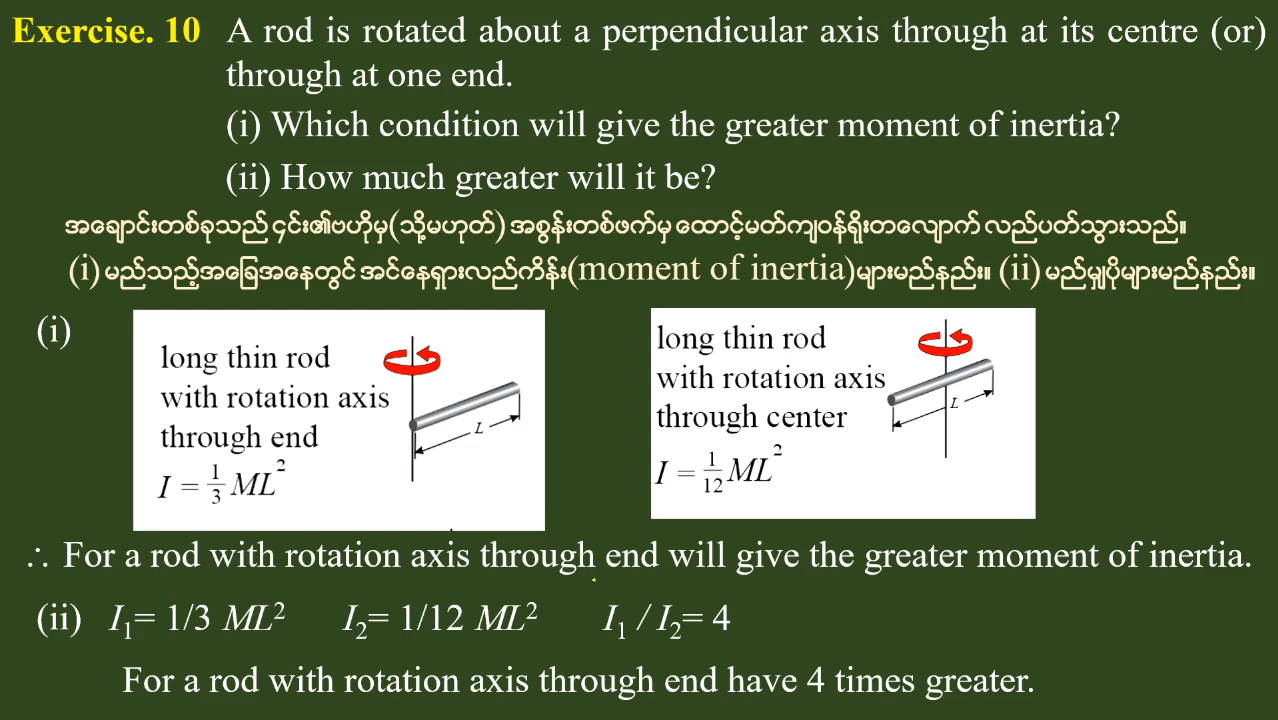 Exercise. 10 A rod is rotated about a perpendicular axis through at its centre (or)
through at one end.
(i) Which condition will give the greater moment of inertia?
(ii) How much greater will it be?
အချောင်းတစ်ခုသည် ၄င်း၏ဗဟိုမှ(သို့မဟုတ်) အစွန်းတစ်ဖက်မှ ထောင့်မတ်ကျဝန်ရိုးတလျောက် လည်ပတ်သွားသည်။
(i) မည်သည့်အခြေအနေတွင် အင်နေရှားလည်ကိန်း(moment of inertia)များမည်နည်း။ (ii) မည်မျှပိုများမည်နည်း။
(i)
long thin rod
with rotation axis
through end
I = 1/3 ML²
L
long thin rod
with rotation axis
through center
I = 1/12 ML²
L
∴ For a rod with rotation axis through end will give the greater moment of inertia.
(ii) I₁= 1/3 ML² I₂= 1/12 ML² I₁ / I₂= 4
For a rod with rotation axis through end have 4 times greater.